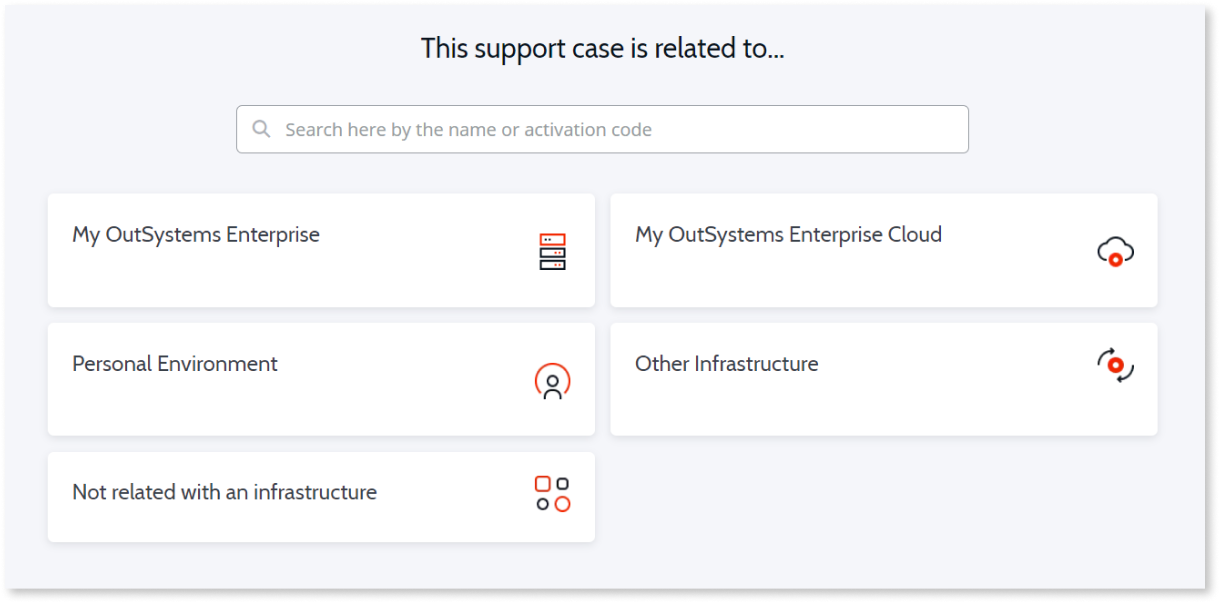 This support case is related to...
Search here by the name or activation code
My OutSystems Enterprise
My OutSystems Enterprise Cloud
Personal Environment
Other Infrastructure
Not related with an infrastructure